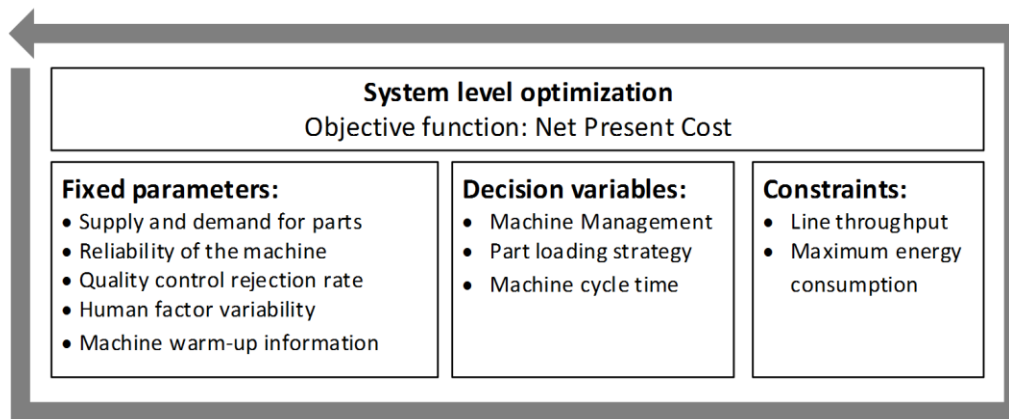 System level optimization
Objective function: Net Present Cost
Fixed parameters:
• Supply and demand for parts
• Reliability of the machine
• Quality control rejection rate
• Human factor variability
• Machine warm-up information
Decision variables:
• Machine Management
• Part loading strategy
• Machine cycle time
Constraints:
• Line throughput
• Maximum energy
consumption